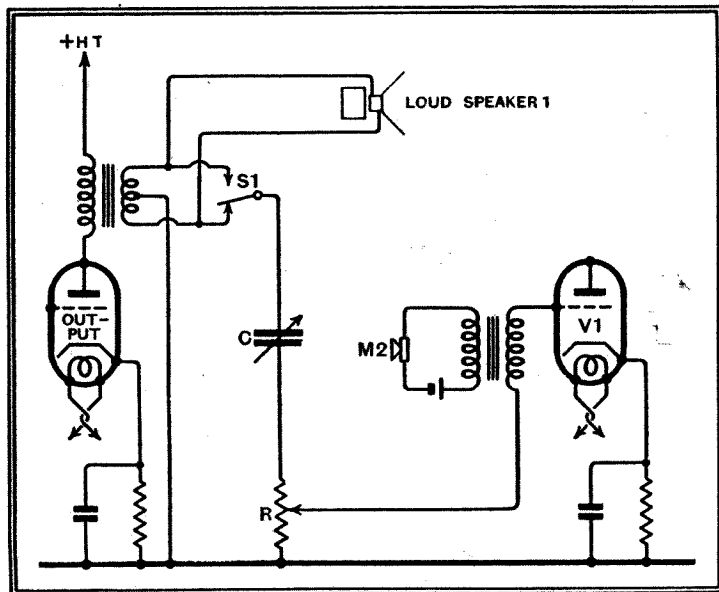 +HT
LOUD SPEAKER 1
S1
OUT-
PUT
C
M2
V1
R